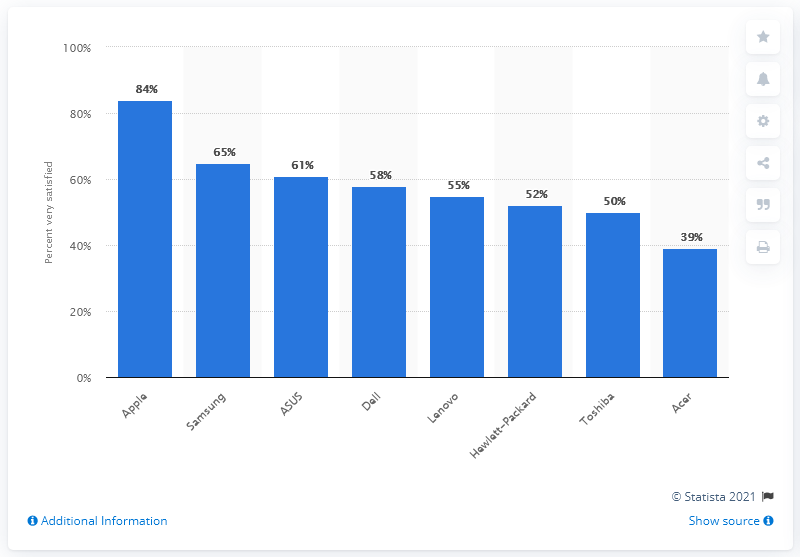 100%
80%
60%
40%
20%
0%
Percent very satisfied
84%
65%
61%
58%
55%
52%
50%
39%
Apple
Samsung
ASUS
Dell
Lenovo
Hewlett-Packard
Toshiba
Acer
© Statista 2021
Additional Information
Show source